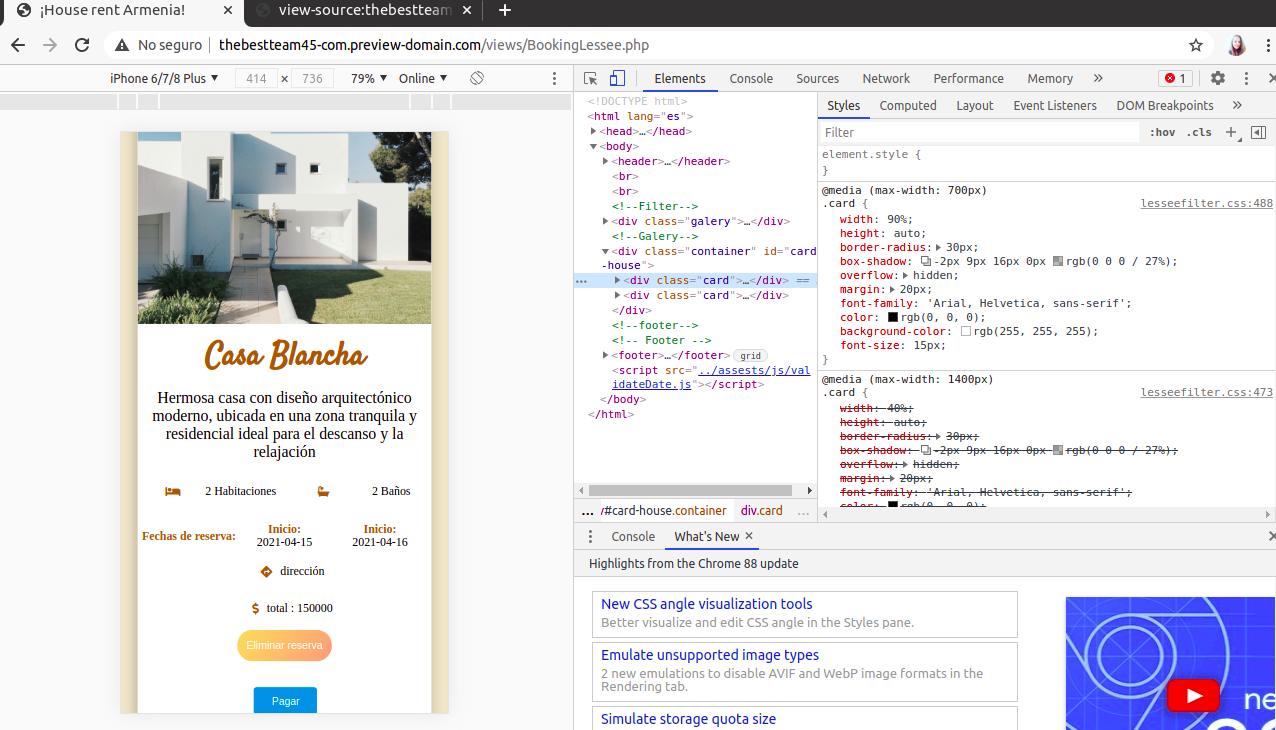 ¡House rent Armenia!
view-source:thebestteam
No seguro
thebestteam45-com.preview-domain.com/views/BookingLessee.php
iPhone 6/7/8 Plus ▼ 414 × 736 79% ▼ Online ▼
Elements Console Sources Network Performance Memory » 1
Casa Blancha
Hermosa casa con diseño arquitectónico
moderno, ubicada en una zona tranquila y
residencial ideal para el descanso y la
relajación
2 Habitaciones 2 Baños
Fechas de reserva: Inicio: Inicio:
2021-04-15 2021-04-16
dirección
$ total : 150000
Eliminar reserva
Pagar
<!DOCTYPE html>
<html lang="es">
<head>…</head>
<body>
<header>…</header>
<br>
<br>
<!--Filter-->
<div class="galery">…</div>
<!--Galery-->
<div class="container" id="card
-house">
<div class="card">…</div> ==
<div class="card">…</div>
</div>
<!--footer-->
<!-- Footer -->
<footer>…</footer> grid
<script src="../assests/js/val
idateDate.js"></script>
</body>
</html>
... /#card-house.container div.card ...
Styles Computed Layout Event Listeners DOM Breakpoints »
Filter :hov .cls +
element.style {
}
@media (max-width: 700px)
.card { lesseefilter.css:488
width: 90%;
height: auto;
border-radius: 30px;
box-shadow: -2px 9px 16px 0px rgb(0 0 0 / 27%);
overflow: hidden;
margin: 20px;
font-family: 'Arial, Helvetica, sans-serif';
color: rgb(0, 0, 0);
background-color: rgb(255, 255, 255);
font-size: 15px;
}
@media (max-width: 1400px)
.card { lesseefilter.css:473
width: 40%;
height: auto;
border-radius: 30px;
box-shadow: -2px 9px 16px 0px rgb(0 0 0 / 27%);
overflow: hidden;
margin: 20px;
font-family: 'Arial, Helvetica, sans-serif';
color: rgb(0, 0, 0);
Console What's New ×
Highlights from the Chrome 88 update
New CSS angle visualization tools
Better visualize and edit CSS angle in the Styles pane.
Emulate unsupported image types
2 new emulations to disable AVIF and WebP image formats in the
Rendering tab.
Simulate storage quota size